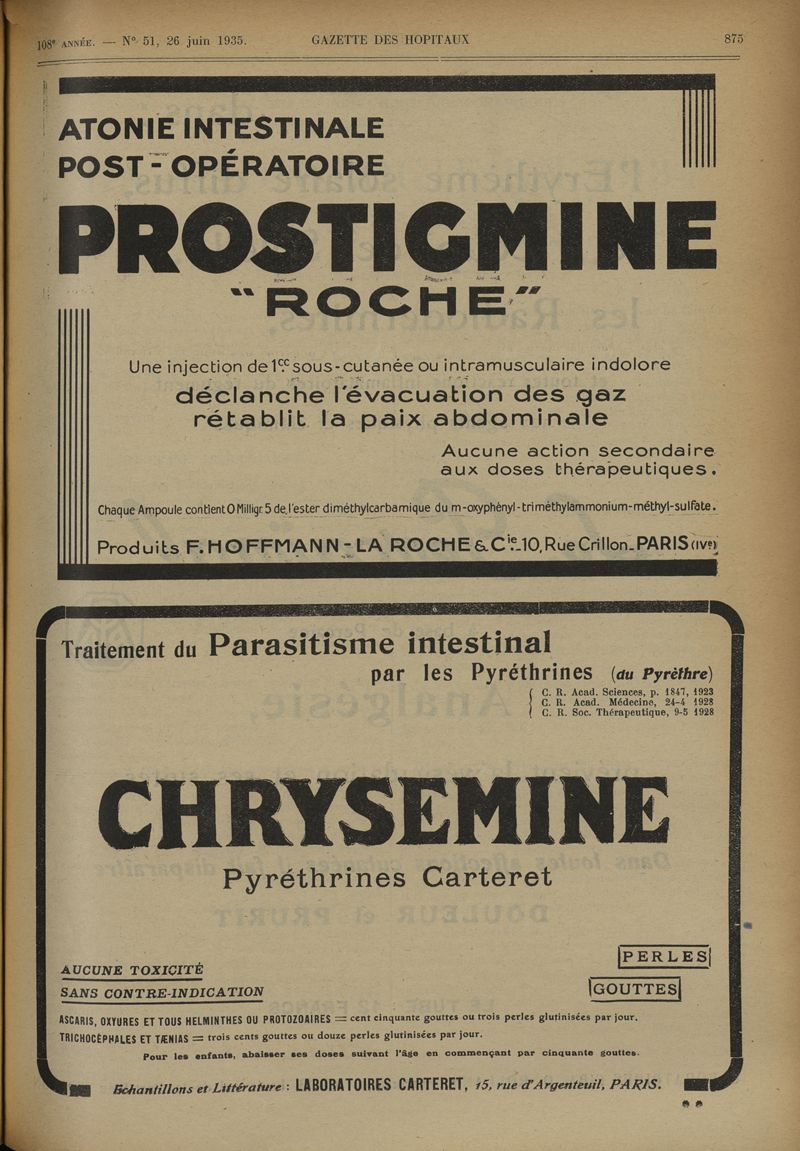 108e ANNÉE. — No 51, 26 juin 1935. GAZETTE DES HOPITAUX 875
ATONIE INTESTINALE
POST-OPÉRATOIRE
PROSTIGMINE
"ROCHE"
Une injection de 1cc sous-cutanée ou intramusculaire indolore
déclanche l'évacuation des gaz
rétablit la paix abdominale
Aucune action secondaire
aux doses thérapeutiques.
Chaque Ampoule contient 0 Milligr. 5 de l'ester diméthylcarbamique du m-oxyphényl-triméthylammonium-méthyl-sulfate.
Produits F. HOFFMANN-LA ROCHE & Cie_10, Rue Crillon_PARIS (IVe)
Traitement du Parasitisme intestinal
par les Pyréthrines (du Pyrèthre)
C. R. Acad. Sciences, p. 1847, 1923
C. R. Acad. Médecine, 24-4 1928
C. R. Soc. Thérapeutique, 9-5 1928
CHRYSEMINE
Pyréthrines Carteret
PERLES
AUCUNE TOXICITÉ
SANS CONTRE-INDICATION
GOUTTES
ASCARIS, OXYURES ET TOUS HELMINTHES OU PROTOZOAIRES = cent cinquante gouttes ou trois perles glutinisées par jour.
TRICHOCÉPHALES ET TÆNIAS = trois cents gouttes ou douze perles glutinisées par jour.
Pour les enfants, abaisser ses doses suivant l'âge en commençant par cinquante gouttes.
Echantillons et Littérature : LABORATOIRES CARTERET, 15, rue d'Argenteuil, PARIS.